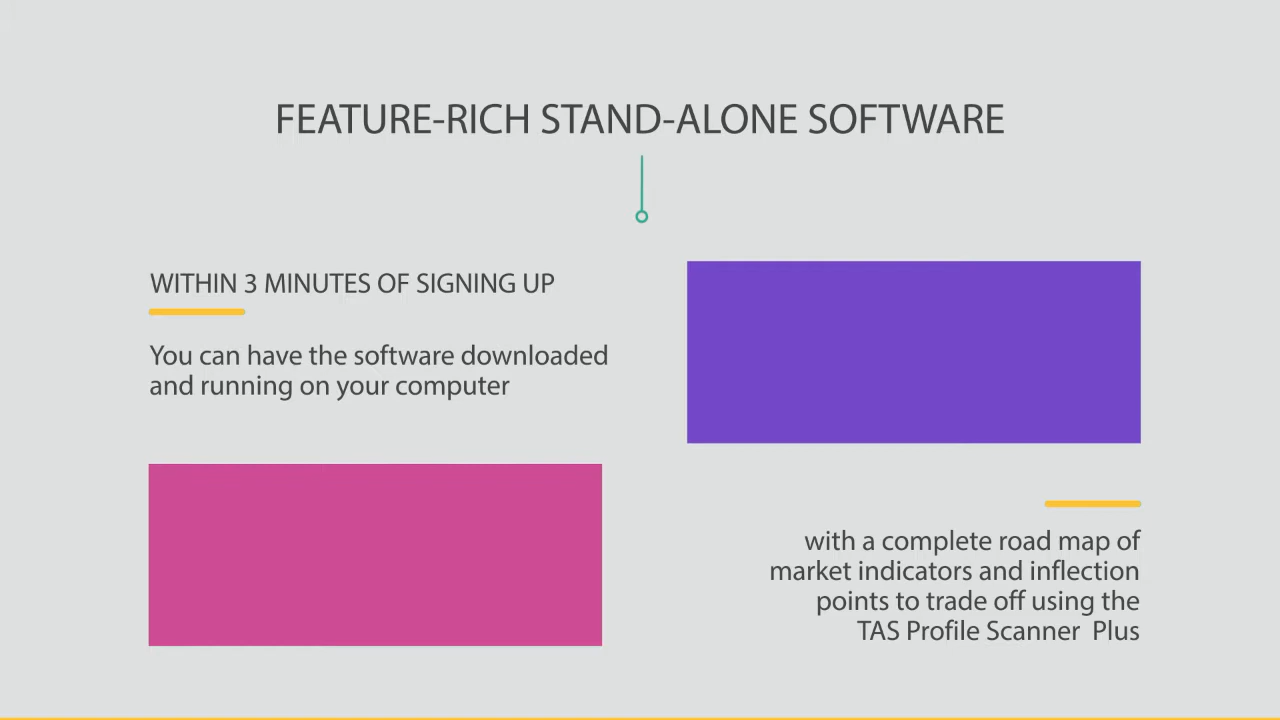 FEATURE-RICH STAND-ALONE SOFTWARE
WITHIN 3 MINUTES OF SIGNING UP
You can have the software downloaded
and running on your computer
with a complete road map of
market indicators and inflection
points to trade off using the
TAS Profile Scanner  Plus